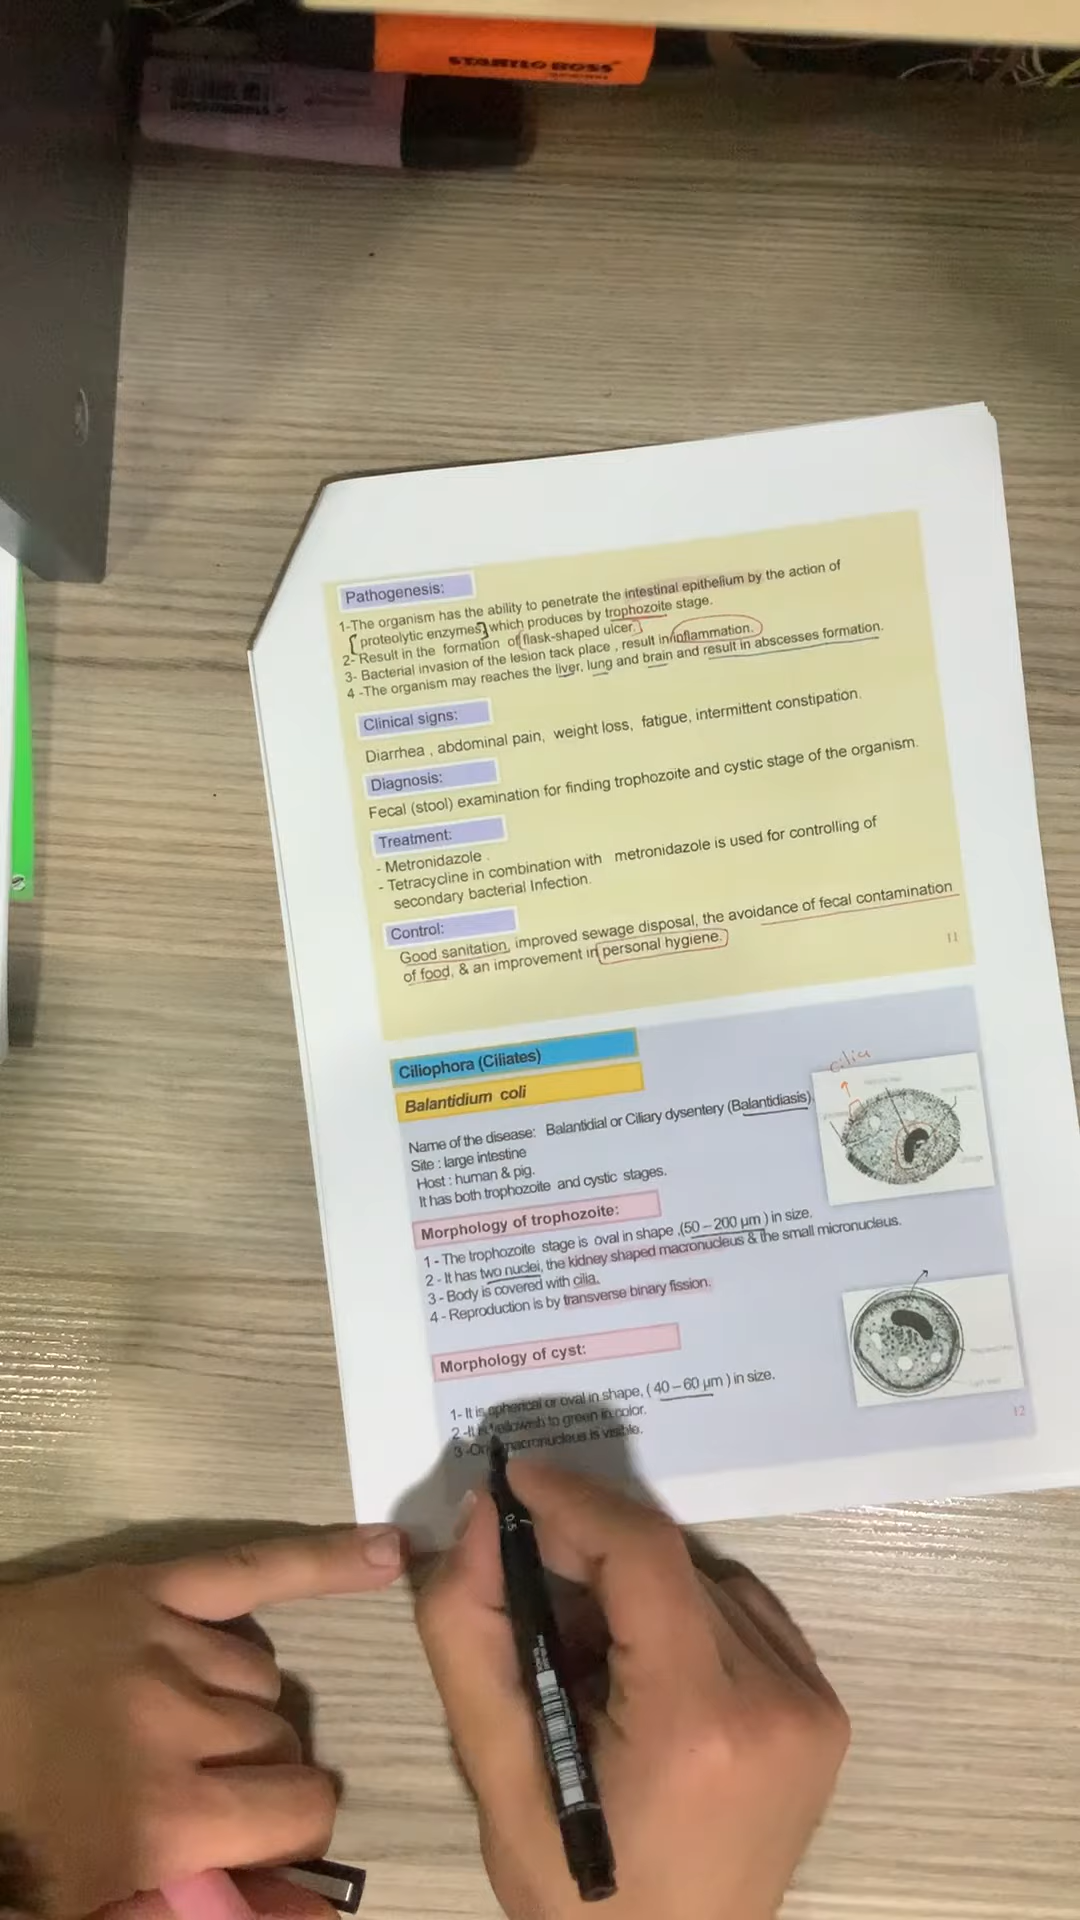 STABILO BOSS
Pathogenesis:
1-The organism has the ability to penetrate the intestinal epithelium by the action of
proteolytic enzymes which produces by trophozoite stage.
2- Result in the formation of flask-shaped ulcer.
3- Bacterial invasion of the lesion tack place , result in inflammation.
4 -The organism may reaches the liver, lung and brain and result in abscesses formation.
Clinical signs:
Diarrhea , abdominal pain, weight loss, fatigue, intermittent constipation.
Diagnosis:
Fecal (stool) examination for finding trophozoite and cystic stage of the organism.
Treatment:
- Metronidazole .
- Tetracycline in combination with metronidazole is used for controlling of
secondary bacterial Infection.
Control:
Good sanitation, improved sewage disposal, the avoidance of fecal contamination
of food, & an improvement in personal hygiene.
11
Ciliophora (Ciliates)
Balantidium coli
cilia
Name of the disease: Balantidial or Ciliary dysentery (Balantidiasis).
Site : large intestine
Host : human & pig.
It has both trophozoite and cystic stages.
Morphology of trophozoite:
1 - The trophozoite stage is oval in shape ,(50 – 200 µm ) in size.
2 - It has two nuclei, the kidney shaped macronucleus & the small micronucleus.
3 - Body is covered with cilia.
4 - Reproduction is by transverse binary fission.
Morphology of cyst:
1- It is spherical or oval in shape, ( 40 – 60 µm ) in size.
2 -It is to green in color.
3 - macronucleus is visible.
12
0.5